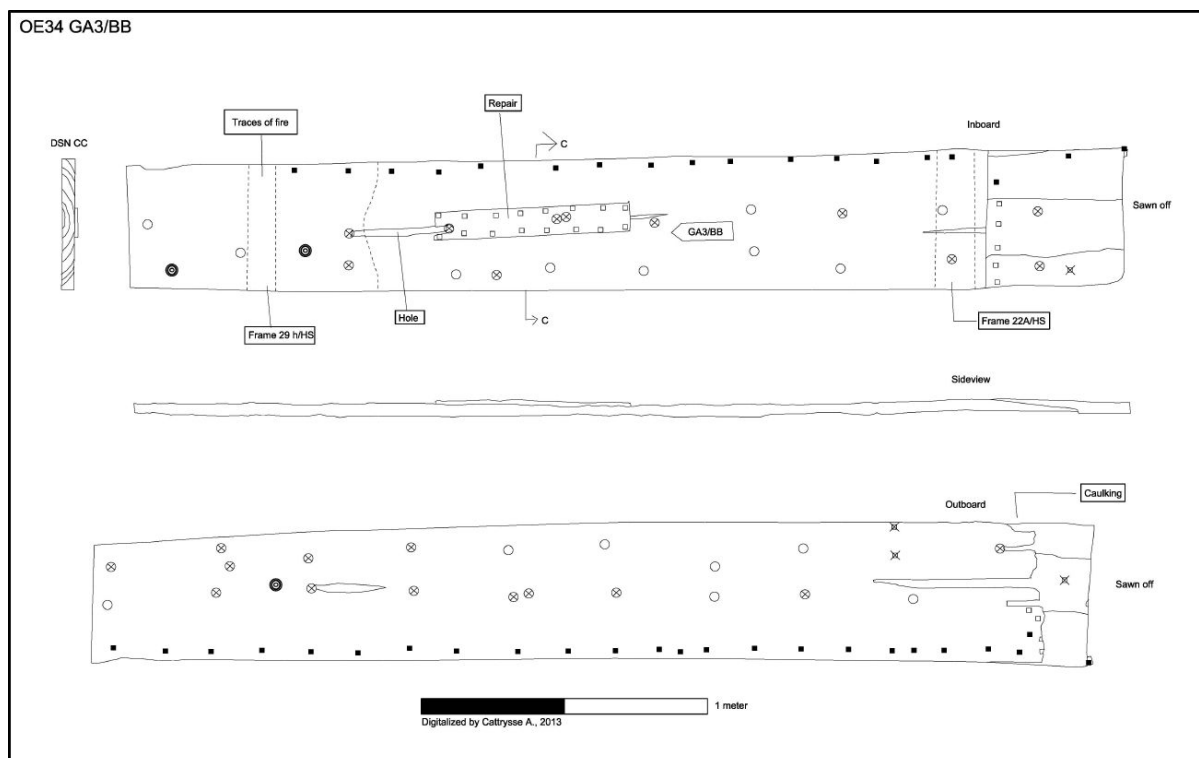 OE34 GA3/BB
Repair
Traces of fire
C
Inboard
DSN CC
Sawn off
GA3/BB
Hole
C
Frame 29 h/HS
Frame 22A/HS
Sideview
Caulking
Outboard
Sawn off
1 meter
Digitalized by Cattrysse A., 2013